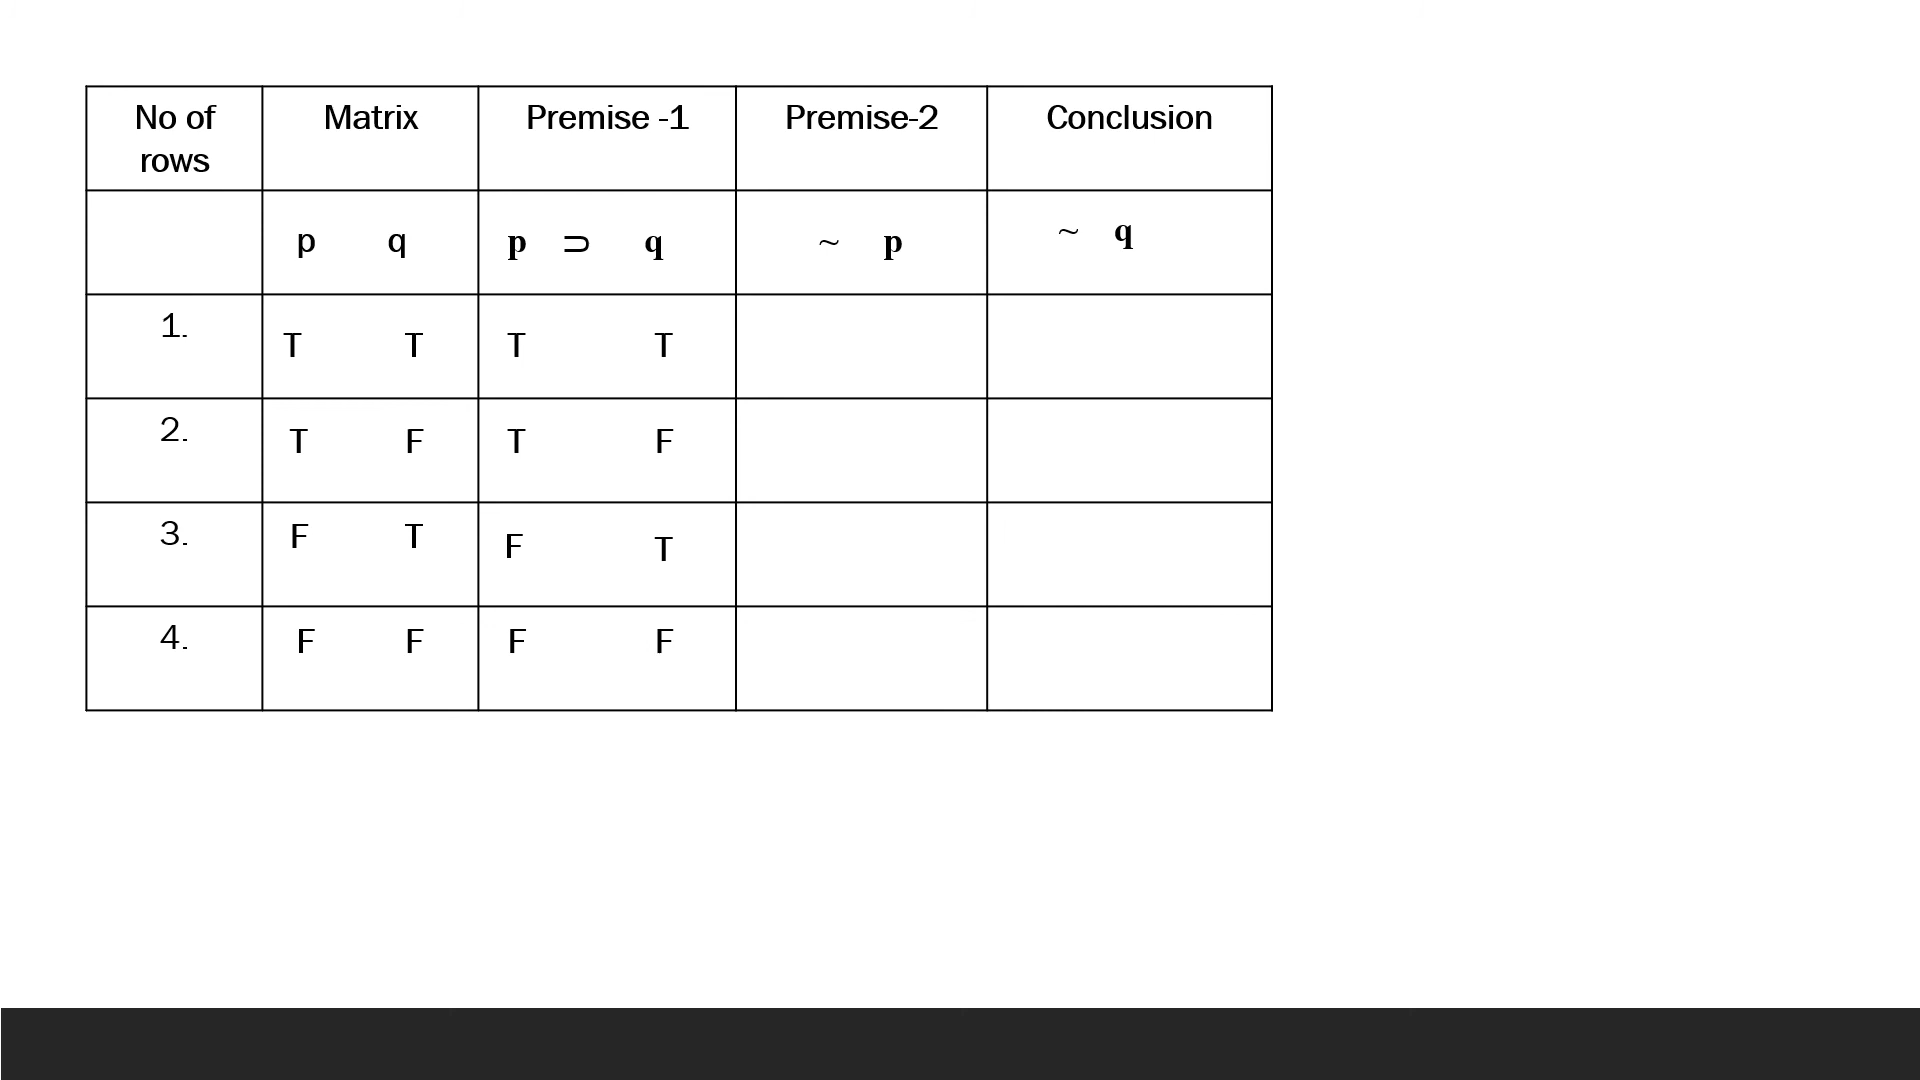 No of rows Matrix Premise -1 Premise-2 Conclusion
p q p ⊃ q ~ p ~ q
1. T T T T
2. T F T F
3. F T F T
4. F F F F